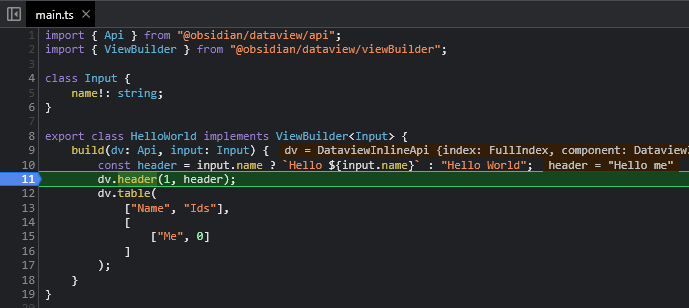 main.ts
1 import { Api } from "@obsidian/dataview/api";
2 import { ViewBuilder } from "@obsidian/dataview/viewBuilder";
3
4 class Input {
5     name!: string;
6 }
7
8 export class HelloWorld implements ViewBuilder<Input> {
9     build(dv: Api, input: Input) { dv = DataviewInlineApi {index: FullIndex, component: Dataview
10         const header = input.name ? `Hello ${input.name}` : "Hello World"; header = "Hello me"
11         dv.header(1, header);
12         dv.table(
13             ["Name", "Ids"],
14             [
15                 ["Me", 0]
16             ]
17         );
18     }
19 }